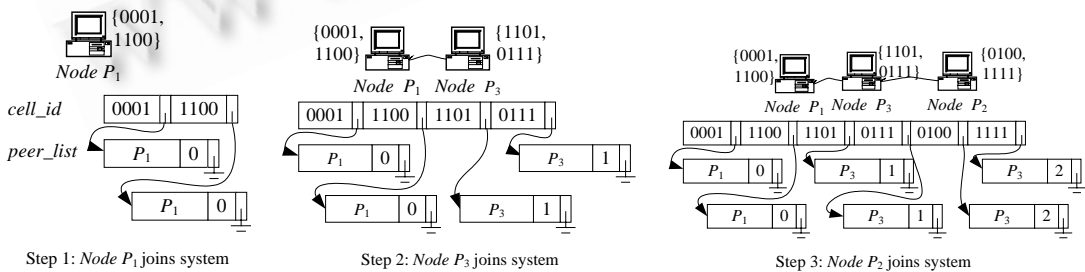 {0001,
1100}
Node P1
cell_id
0001 1100
peer_list
P1 0
P1 0
Step 1: Node P1 joins system
{0001,
1100}
{1101,
0111}
Node P1 Node P3
0001 1100 1101 0111
P1 0
P3 1
P1 0
P3 1
Step 2: Node P3 joins system
{0001,
1100}
{1101,
0111}
{0100,
1111}
Node P1 Node P3 Node P2
0001 1100 1101 0111 0100 1111
P1 0
P3 1
P3 2
P1 0
P3 1
P3 2
Step 3: Node P2 joins system